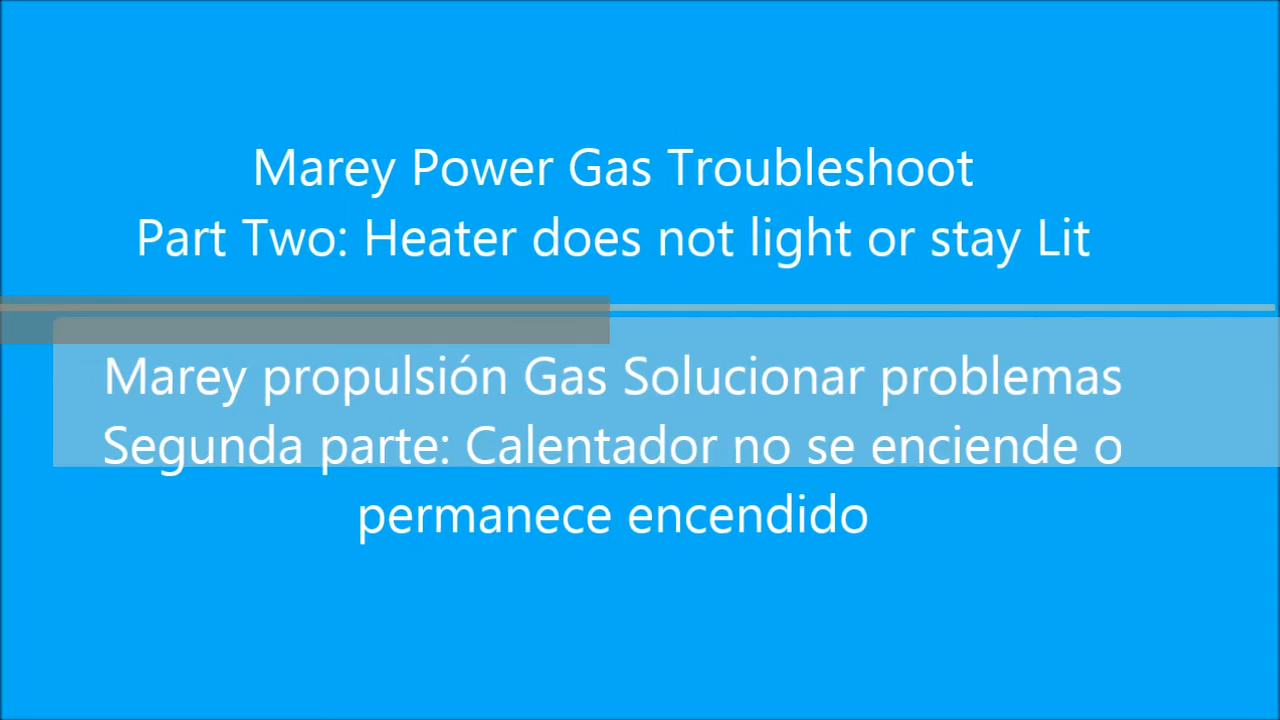 Marey Power Gas Troubleshoot
Part Two: Heater does not light or stay Lit
Marey propulsión Gas Solucionar problemas
Segunda parte: Calentador no se enciende o
permanece encendido